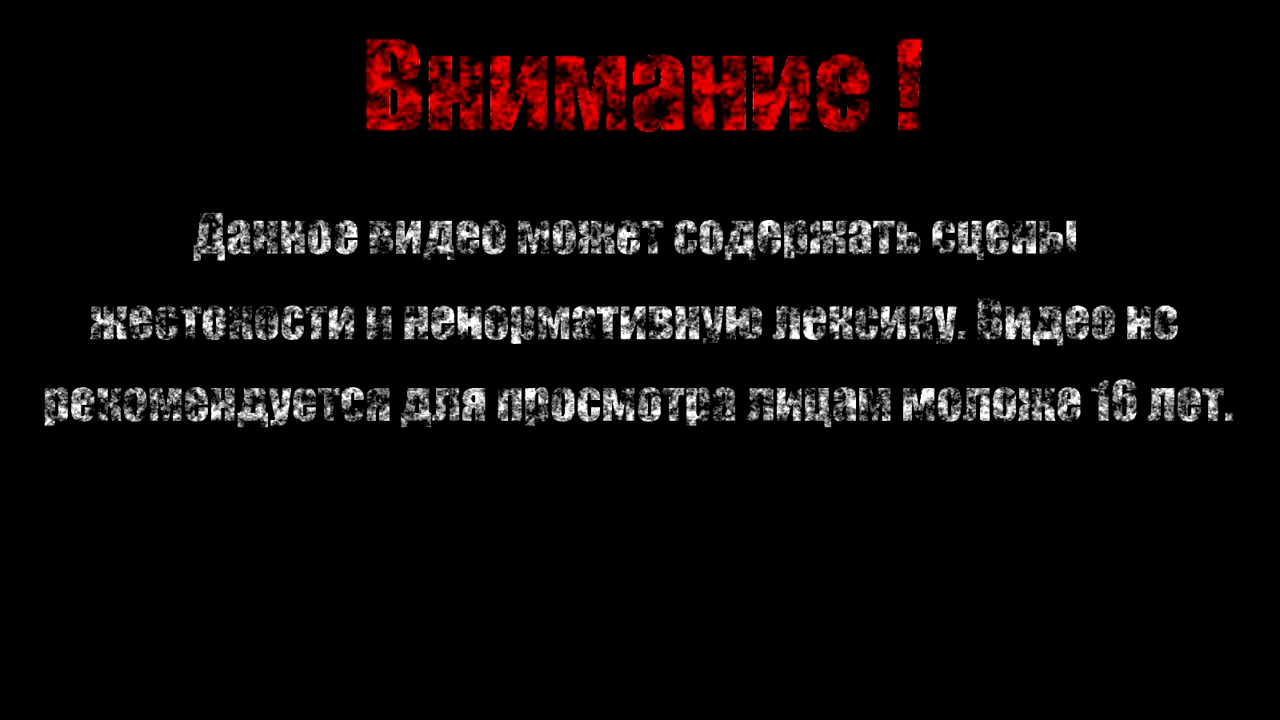 Внимание !
Данное видео может содержать сцены
жестокости и ненормативную лексику. Видео не
рекомендуется для просмотра лицам моложе 16 лет.